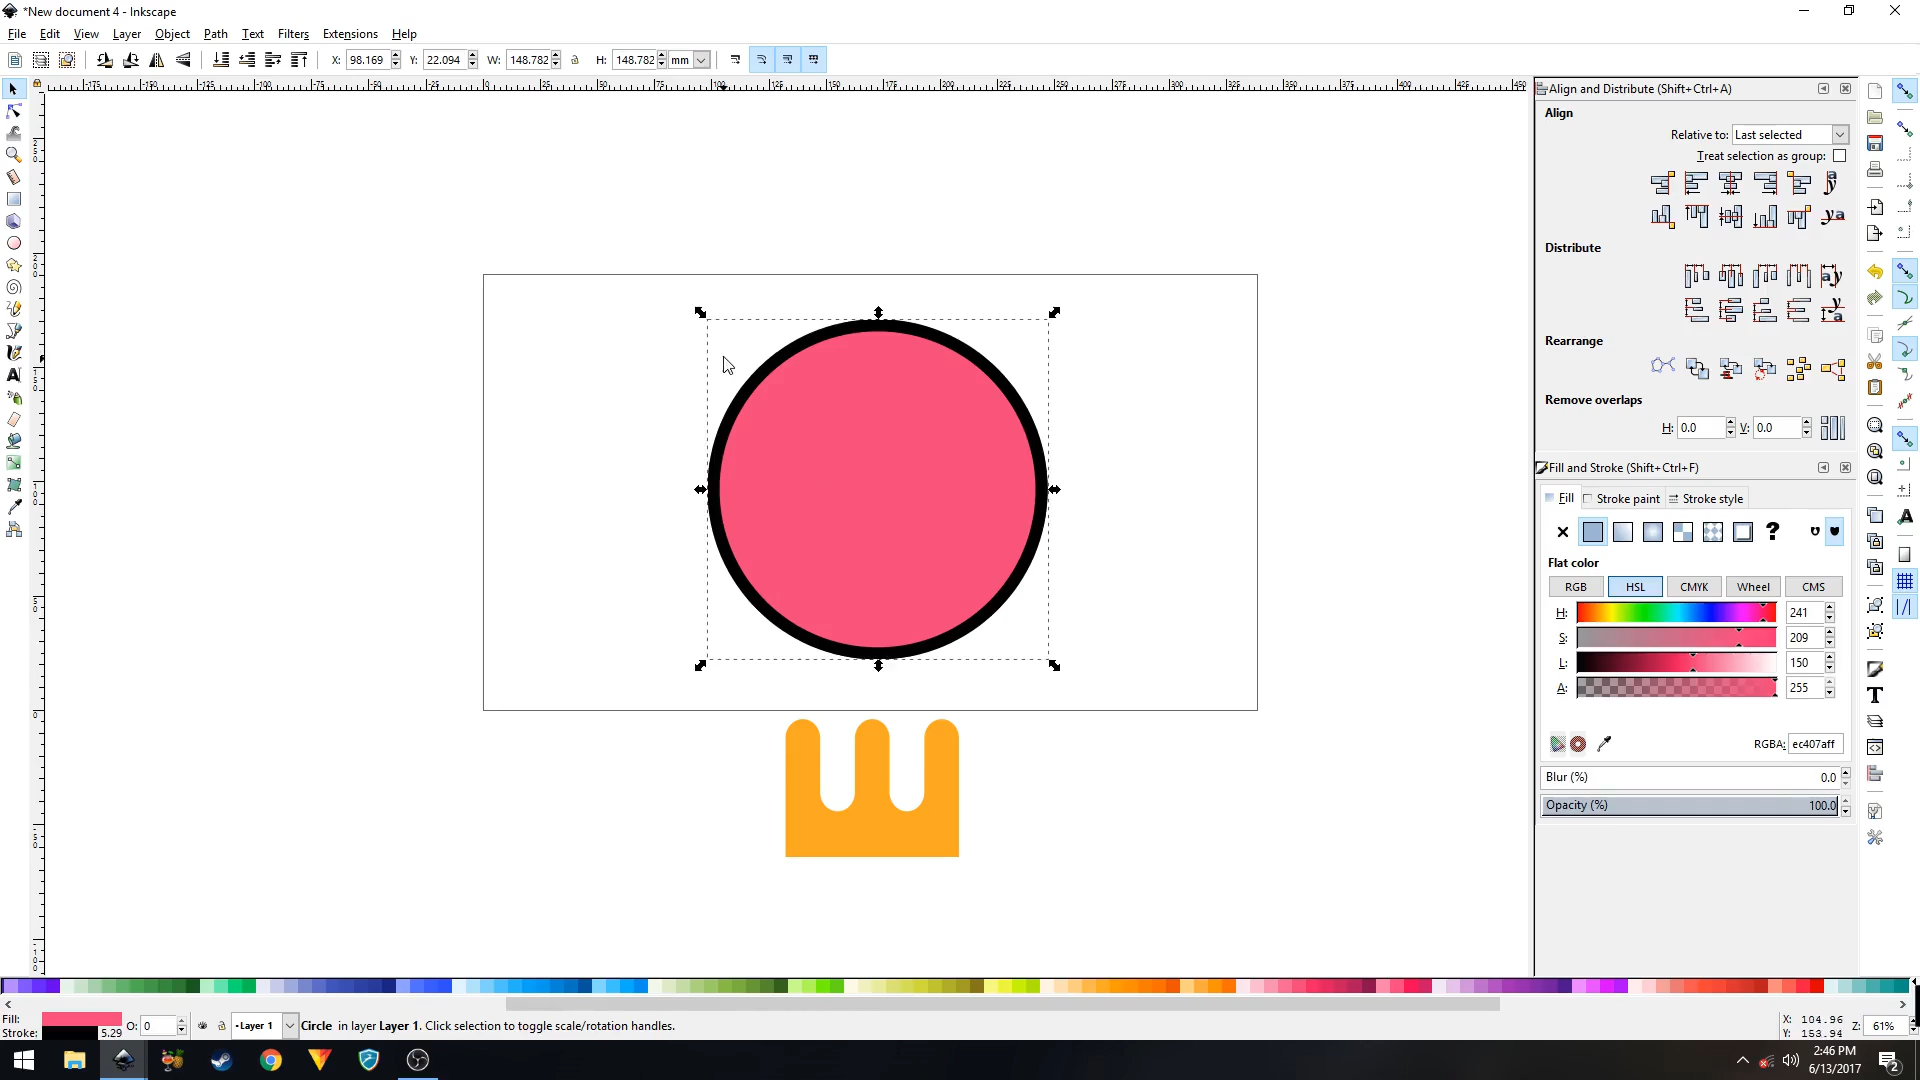 *New document 4 - Inkscape
File Edit View Layer Object Path Text Filters Extensions Help
X: 98.169 Y: 22.094 W: 148.782 H: 148.782 mm
Align and Distribute (Shift+Ctrl+A)
Align
Relative to: Last selected
Treat selection as group:
Distribute
Rearrange
Remove overlaps
H: 0.0 V: 0.0
Fill and Stroke (Shift+Ctrl+F)
Fill Stroke paint Stroke style
Flat color
RGB HSL CMYK Wheel CMS
H: 241
S: 209
L: 150
A: 255
RGBA: ec407aff
Blur (%) 0.0
Opacity (%) 100.0
Fill:
Stroke: 5.29 O: 0 Layer 1 Circle in layer Layer 1. Click selection to toggle scale/rotation handles.
X: 104.96
Y: 153.94 Z: 61%
2:46 PM
6/13/2017
2